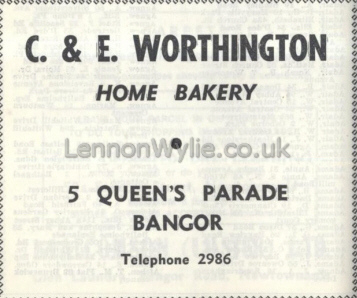 C. & E. WORTHINGTON
HOME BAKERY
LennonWylie.co.uk
5 QUEEN'S PARADE
BANGOR
Telephone 2986